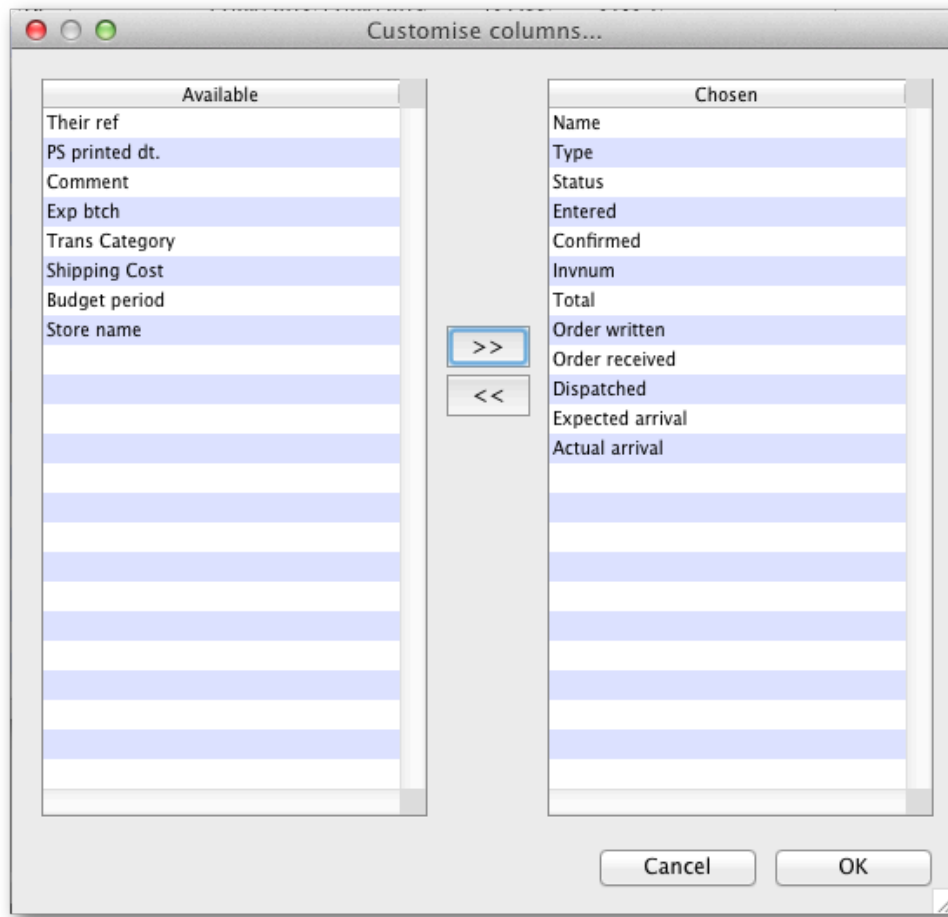 Customise columns...
Available
Their ref
PS printed dt.
Comment
Exp btch
Trans Category
Shipping Cost
Budget period
Store name
>>
<<
Chosen
Name
Type
Status
Entered
Confirmed
Invnum
Total
Order written
Order received
Dispatched
Expected arrival
Actual arrival
Cancel
OK